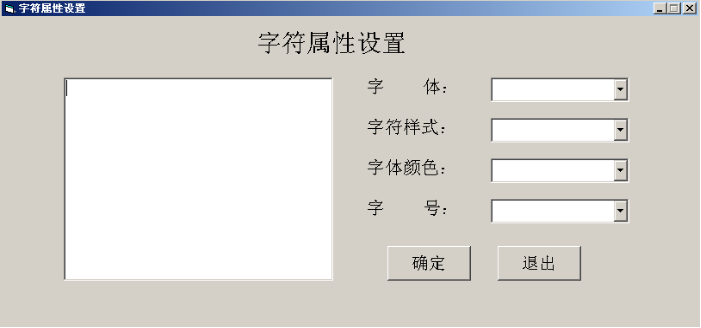 字符属性设置
字符属性设置
字 体：
字符样式：
字体颜色：
字 号：
确定 退出